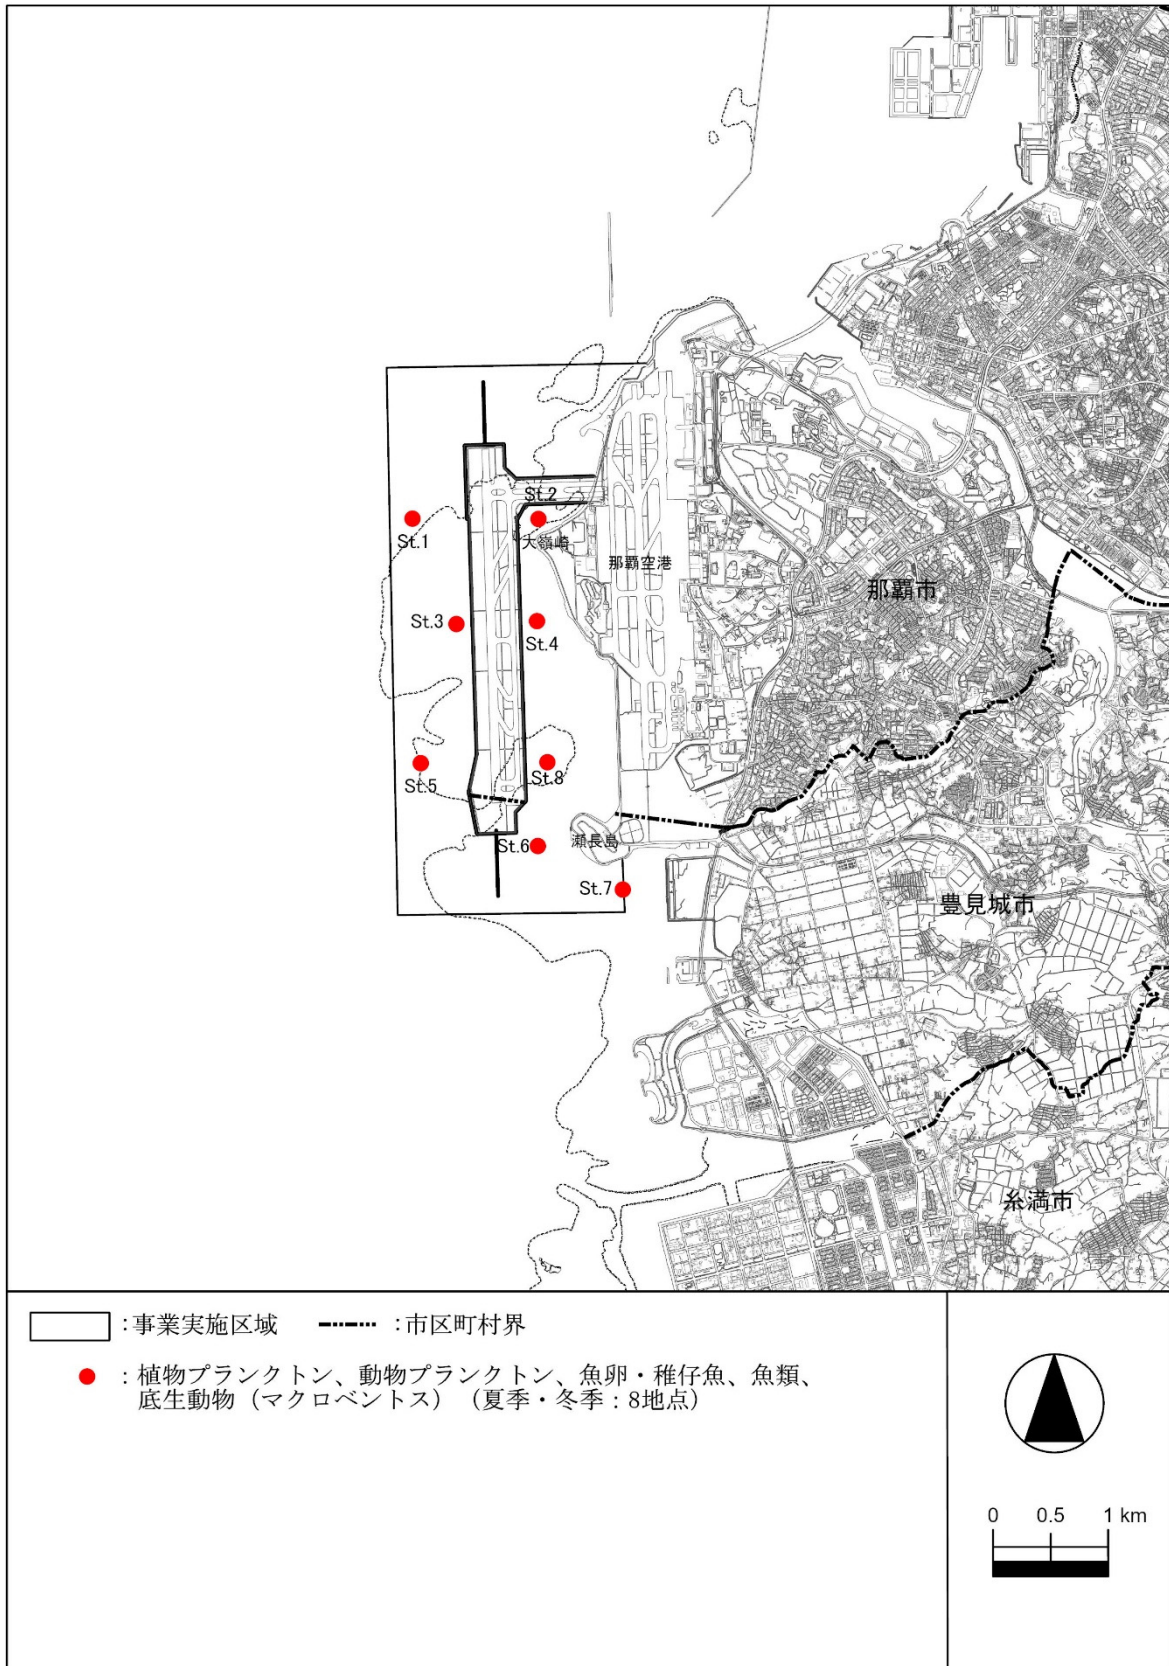 St.2
St.1
大嶺崎
那覇空港
那覇市
St.3
St.4
St.5
St.8
瀬長島
St.6
St.7
豊見城市
糸満市
:事業実施区域
:市区町村界
:植物プランクトン、動物プランクトン、魚卵・稚仔魚、魚類、
底生動物（マクロベントス）（夏季・冬季：8地点）
0 0.5 1 km